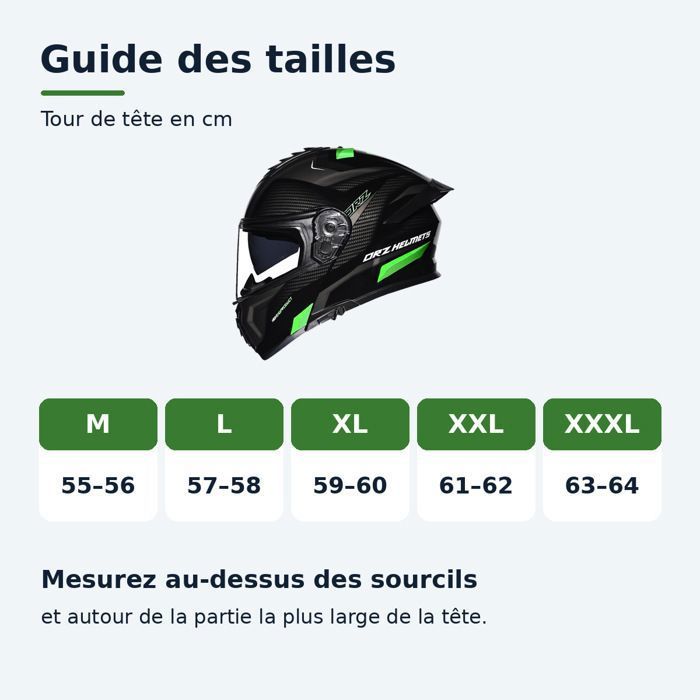 Guide des tailles
Tour de tête en cm
ORZ HELMETS
M L XL XXL XXXL
55–56 57–58 59–60 61–62 63–64
Mesurez au-dessus des sourcils
et autour de la partie la plus large de la tête.